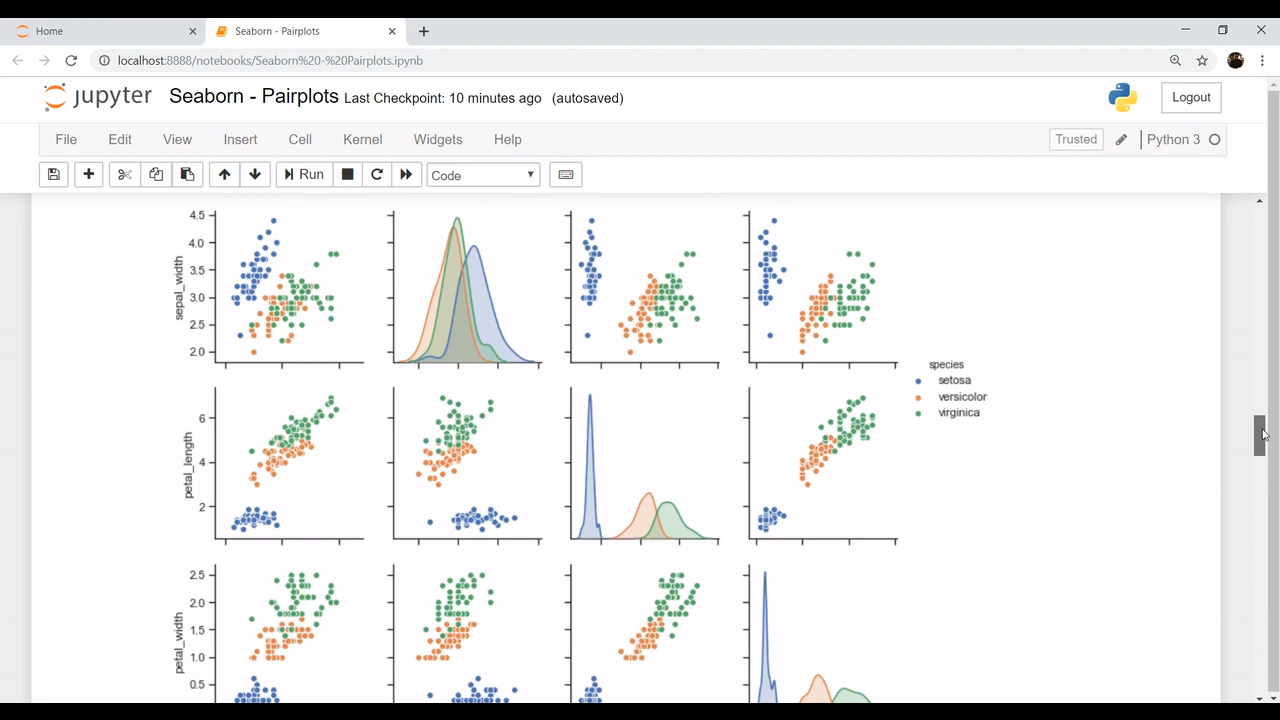 Home
Seaborn - Pairplots
localhost:8888/notebooks/Seaborn%20-%20Pairplots.ipynb
jupyter Seaborn - Pairplots Last Checkpoint: 10 minutes ago (autosaved)
Logout
File Edit View Insert Cell Kernel Widgets Help
Trusted Python 3
Run
Code
sepal_width
4.5
4.0
3.5
3.0
2.5
2.0
species
setosa
versicolor
virginica
petal_length
6
4
2
petal_width
2.5
2.0
1.5
1.0
0.5